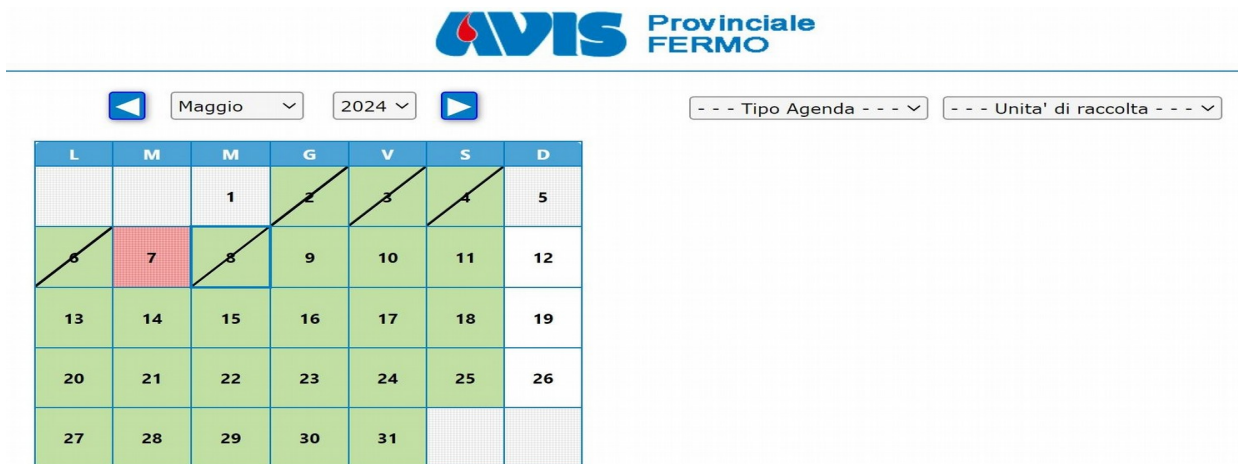 AVIS Provinciale
FERMO
Maggio 2024 - - - Tipo Agenda - - - - - - Unita' di raccolta - - -
L M M G V S D
1 2 3 4 5
6 7 8 9 10 11 12
13 14 15 16 17 18 19
20 21 22 23 24 25 26
27 28 29 30 31